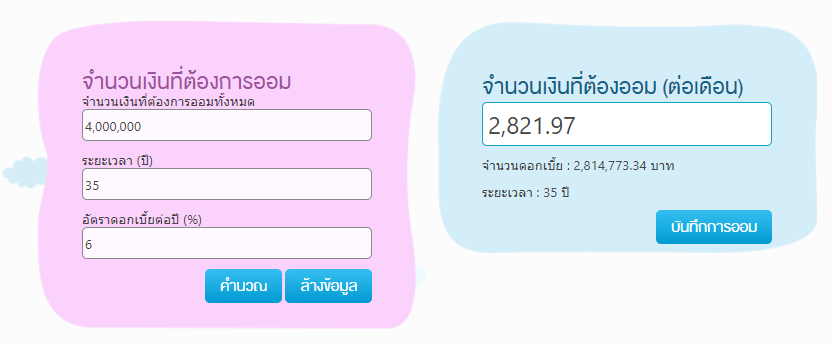 จำนวนเงินที่ต้องการออม
จำนวนเงินที่ต้องการออมทั้งหมด
4,000,000
ระยะเวลา (ปี)
35
อัตราดอกเบี้ยต่อปี (%)
6
คำนวณ ล้างข้อมูล
จำนวนเงินที่ต้องออม (ต่อเดือน)
2,821.97
จำนวนดอกเบี้ย : 2,814,773.34 บาท
ระยะเวลา : 35 ปี
บันทึกการออม